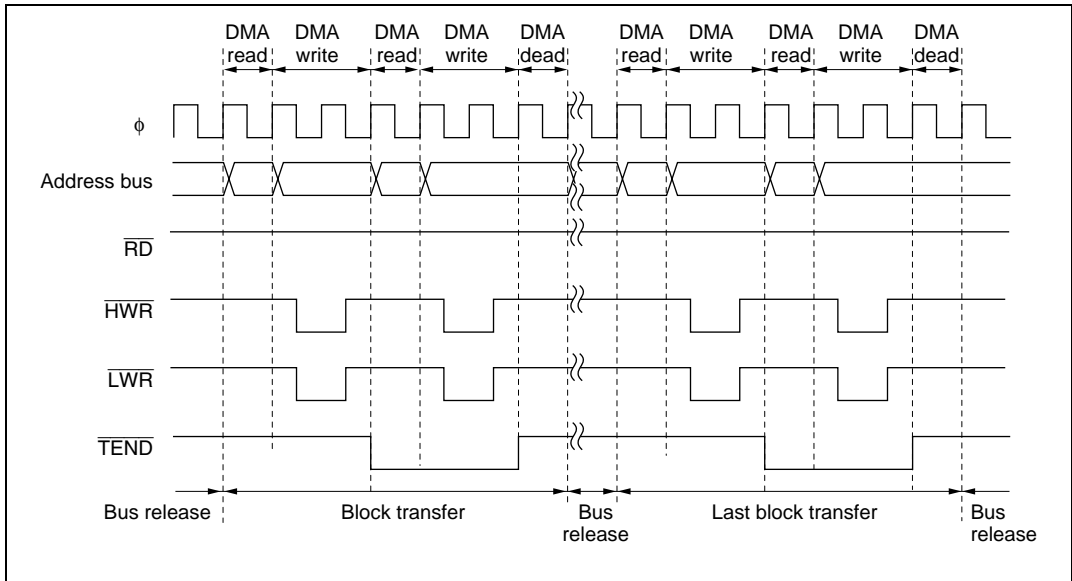 DMA read
DMA write
DMA read
DMA write
DMA dead
DMA read
DMA write
DMA read
DMA write
DMA dead
φ
Address bus
RD
HWR
LWR
TEND
Bus release
Block transfer
Bus release
Last block transfer
Bus release